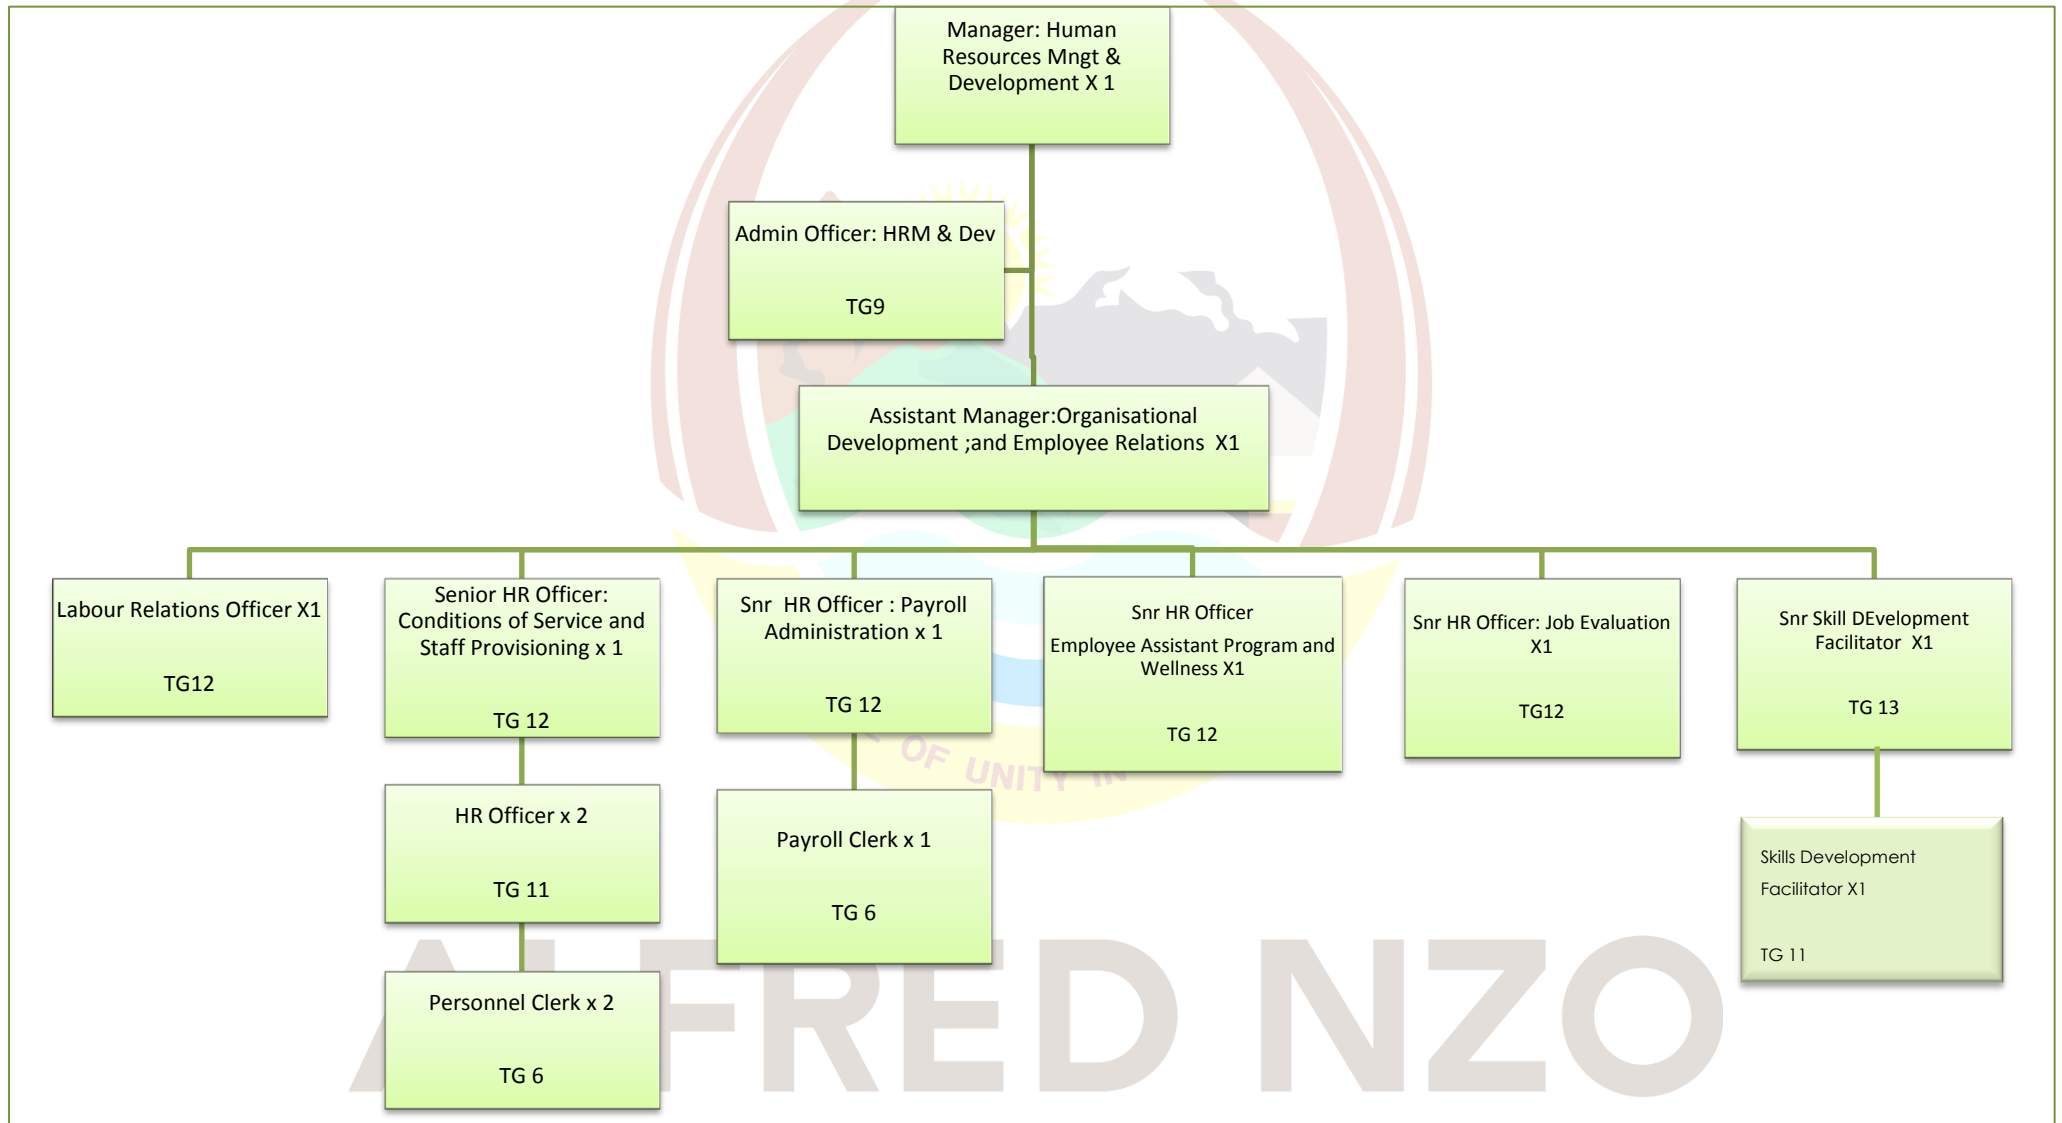 Manager: Human
Resources Mngt &
Development X 1
Admin Officer: HRM & Dev
TG9
Assistant Manager:Organisational
Development ;and Employee Relations X1
Labour Relations Officer X1
TG12
Senior HR Officer:
Conditions of Service and
Staff Provisioning x 1
TG 12
Snr HR Officer : Payroll
Administration x 1
TG 12
Snr HR Officer
Employee Assistant Program and
Wellness X1
TG 12
Snr HR Officer: Job Evaluation
X1
TG12
Snr Skill DEvelopment
Facilitator X1
TG 13
HR Officer x 2
TG 11
Payroll Clerk x 1
TG 6
Skills Development
Facilitator X1
TG 11
Personnel Clerk x 2
TG 6
OF UNITY IN
ALFRED NZO